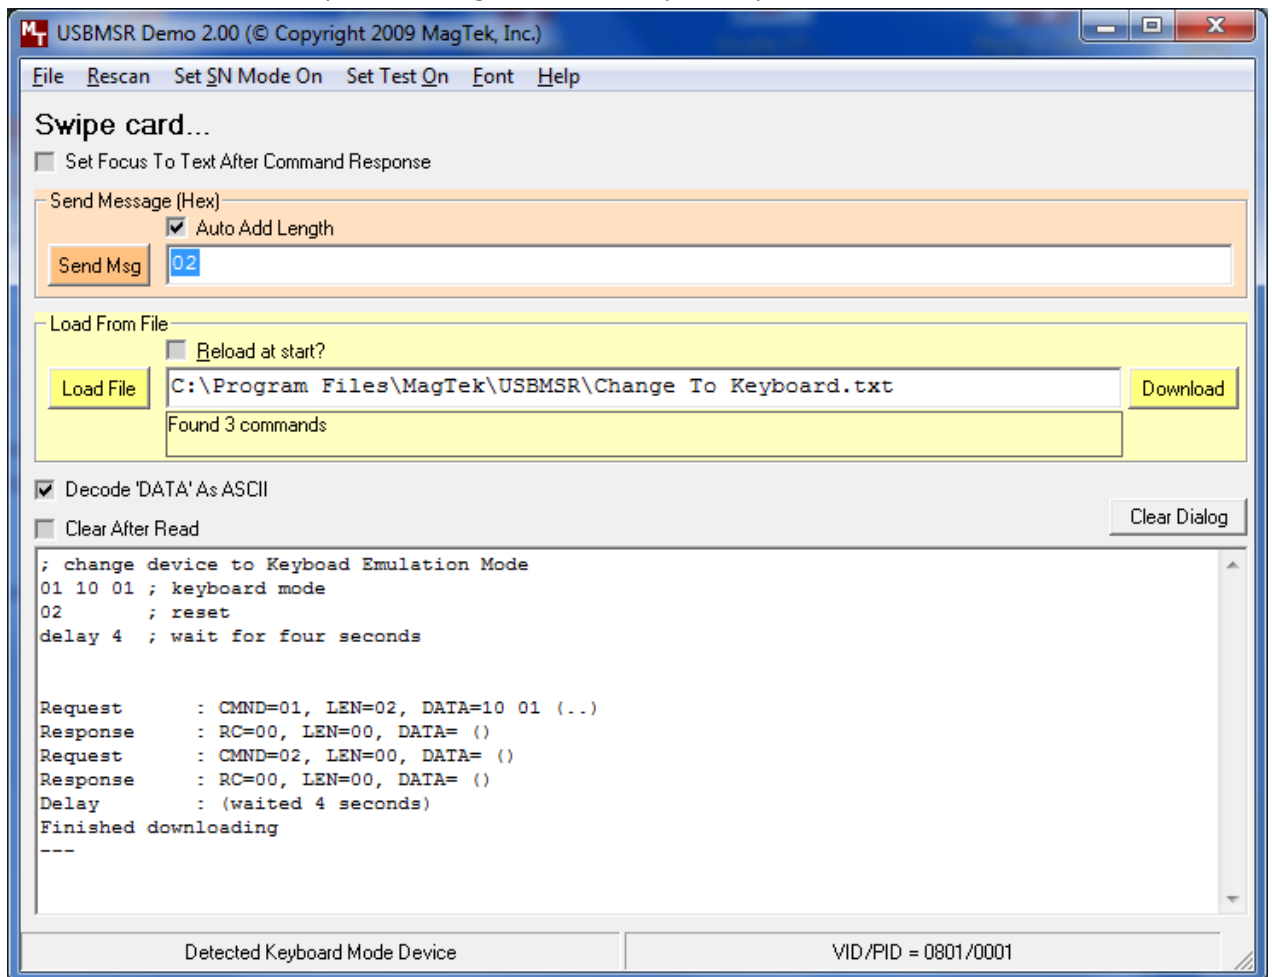 USBMSR Demo 2.00 (© Copyright 2009 MagTek, Inc.)
File Rescan Set SN Mode On Set Test On Font Help
Swipe card...
Set Focus To Text After Command Response
Send Message (Hex)
Auto Add Length
Send Msg 02
Load From File
Reload at start?
Load File C:\Program Files\MagTek\USBMSR\Change To Keyboard.txt Download
Found 3 commands
Decode 'DATA' As ASCII
Clear After Read Clear Dialog
; change device to Keyboad Emulation Mode
01 10 01 ; keyboard mode
02 ; reset
delay 4 ; wait for four seconds
Request : CMND=01, LEN=02, DATA=10 01 (..)
Response : RC=00, LEN=00, DATA= ()
Request : CMND=02, LEN=00, DATA= ()
Response : RC=00, LEN=00, DATA= ()
Delay : (waited 4 seconds)
Finished downloading
---
Detected Keyboard Mode Device VID/PID = 0801/0001